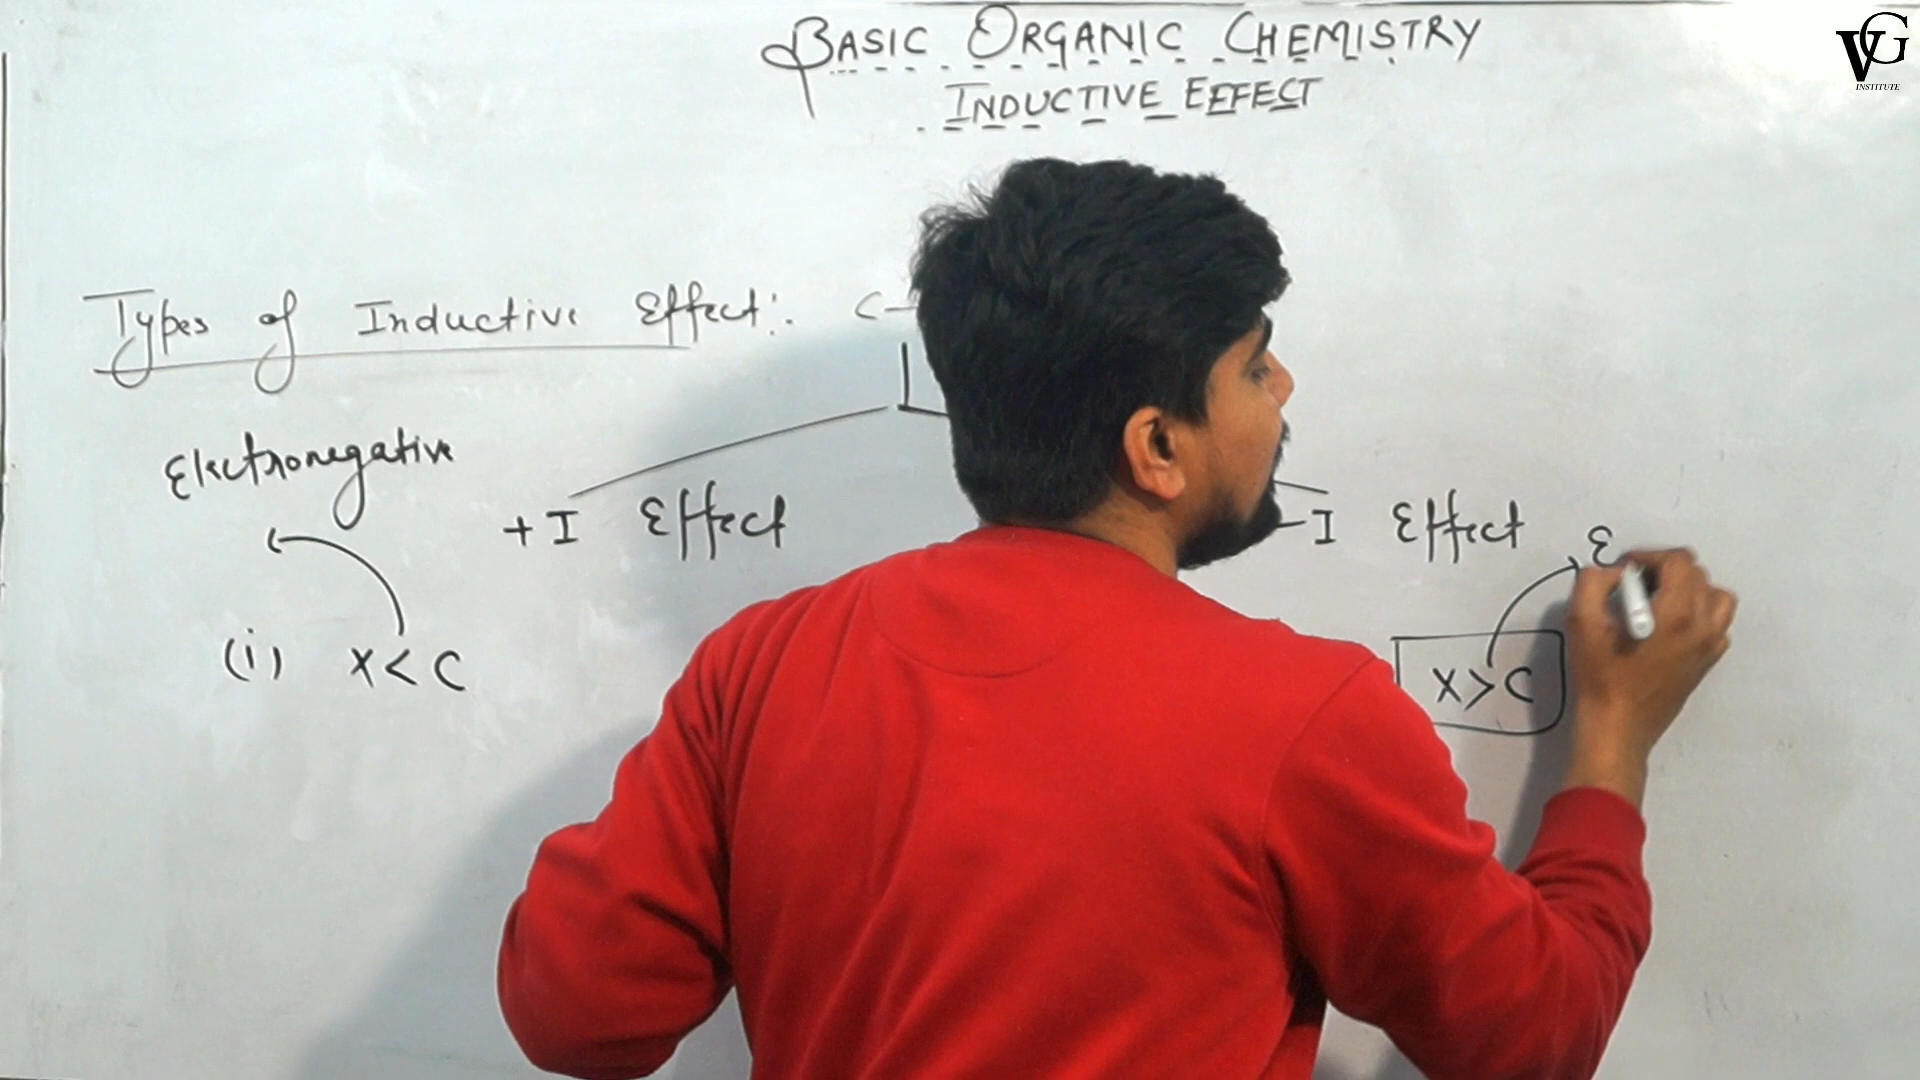 BASIC ORGANIC CHEMISTRY
INDUCTIVE EFFECT
VG
INSTITUTE
Types of Inductive Effect:. C-
Electronegative
+I Effect
-I Effect
E
(i) X < C
X > C